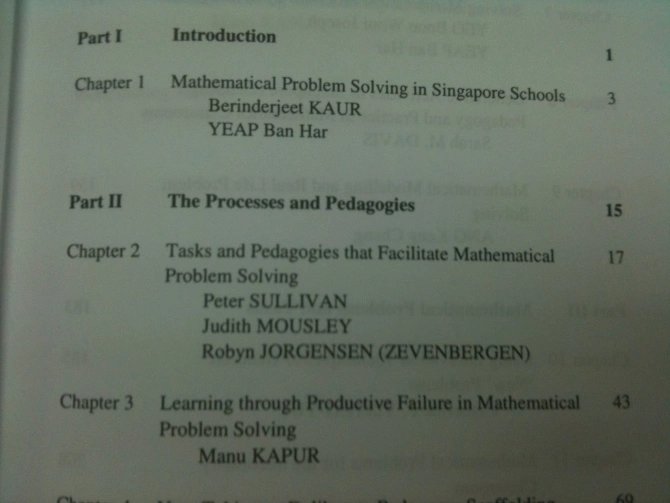 Part I Introduction 1
Chapter 1 Mathematical Problem Solving in Singapore Schools 3
Berinderjeet KAUR
YEAP Ban Har
Part II The Processes and Pedagogies 15
Chapter 2 Tasks and Pedagogies that Facilitate Mathematical 17
Problem Solving
Peter SULLIVAN
Judith MOUSLEY
Robyn JORGENSEN (ZEVENBERGEN)
Chapter 3 Learning through Productive Failure in Mathematical 43
Problem Solving
Manu KAPUR
69